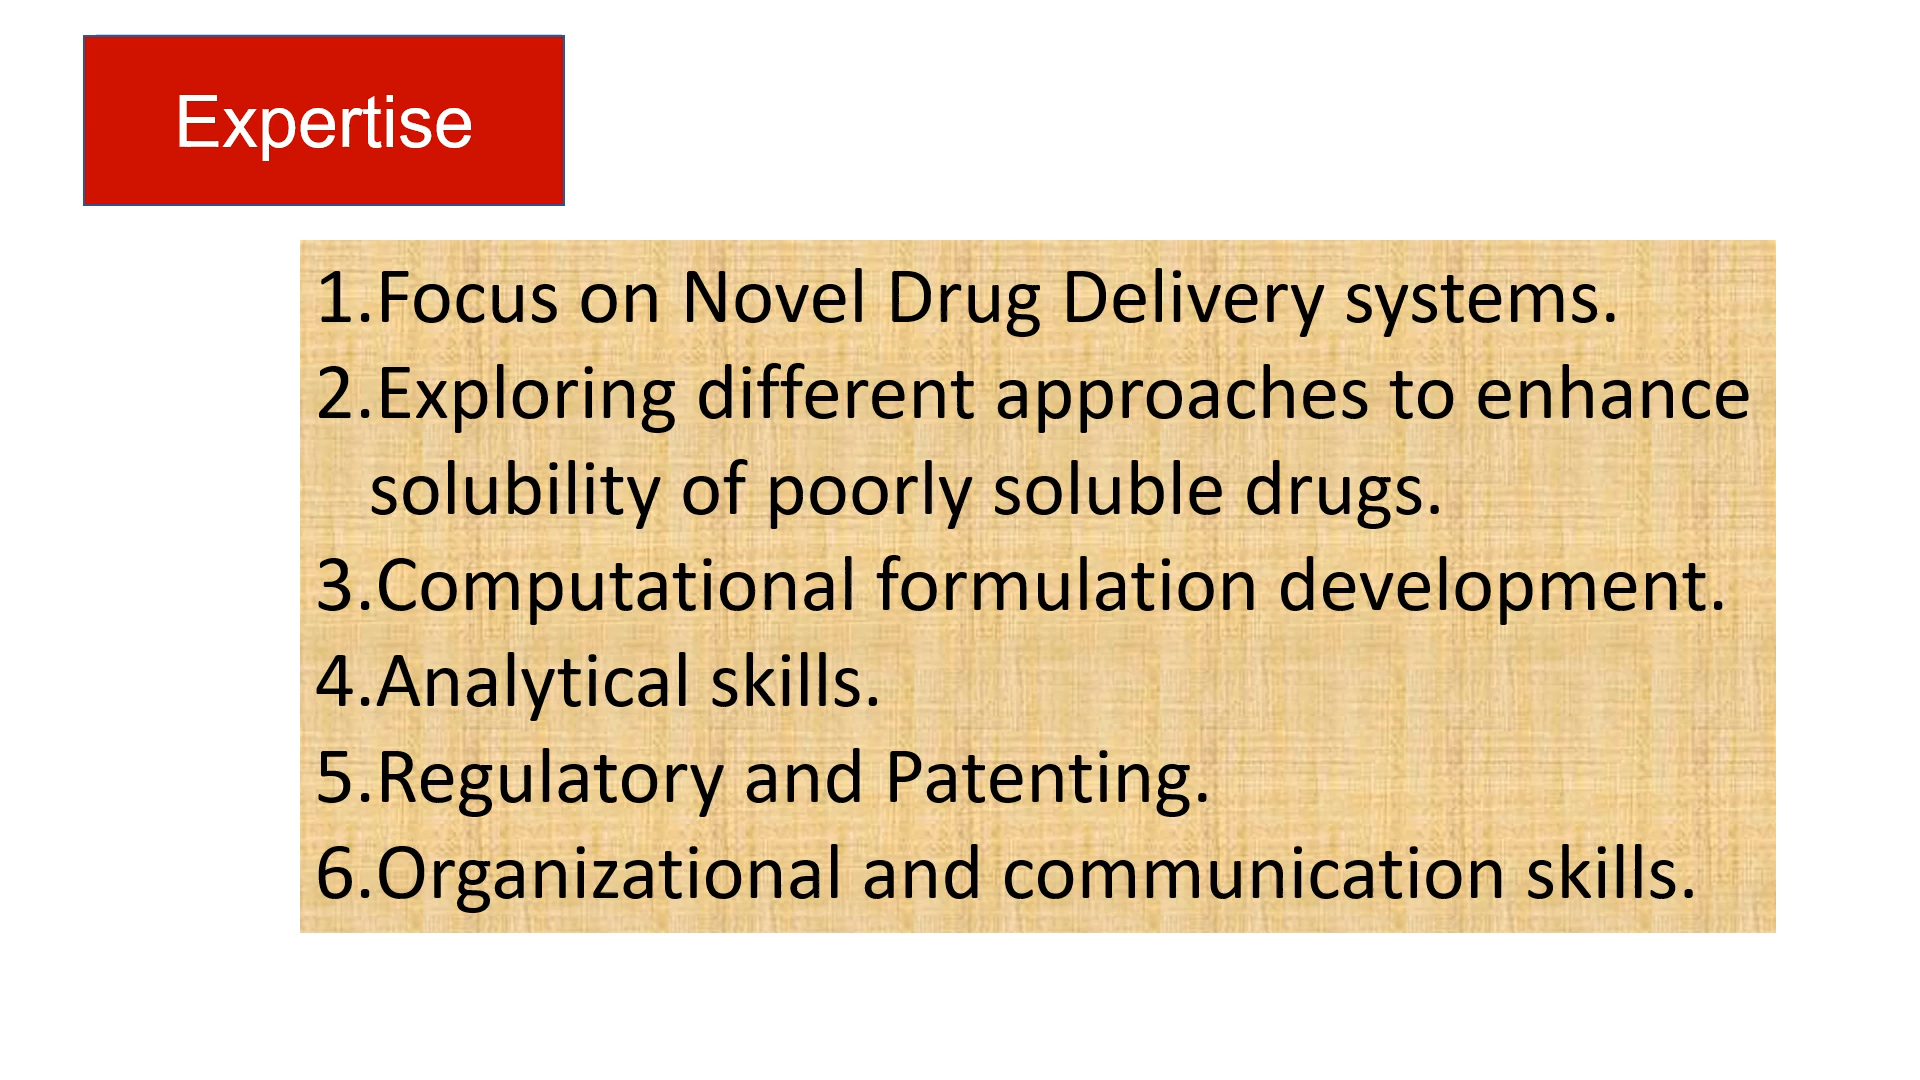 Expertise
1.Focus on Novel Drug Delivery systems.
2.Exploring different approaches to enhance
solubility of poorly soluble drugs.
3.Computational formulation development.
4.Analytical skills.
5.Regulatory and Patenting.
6.Organizational and communication skills.